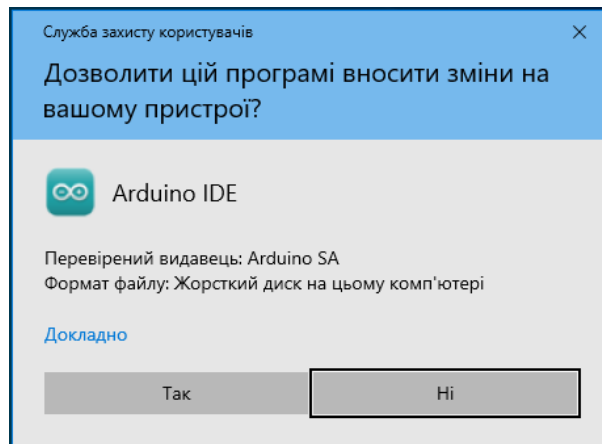 Служба захисту користувачів
Дозволити цій програмі вносити зміни на
вашому пристрої?
Arduino IDE
Перевірений видавець: Arduino SA
Формат файлу: Жорсткий диск на цьому комп'ютері
Докладно
Так
Ні